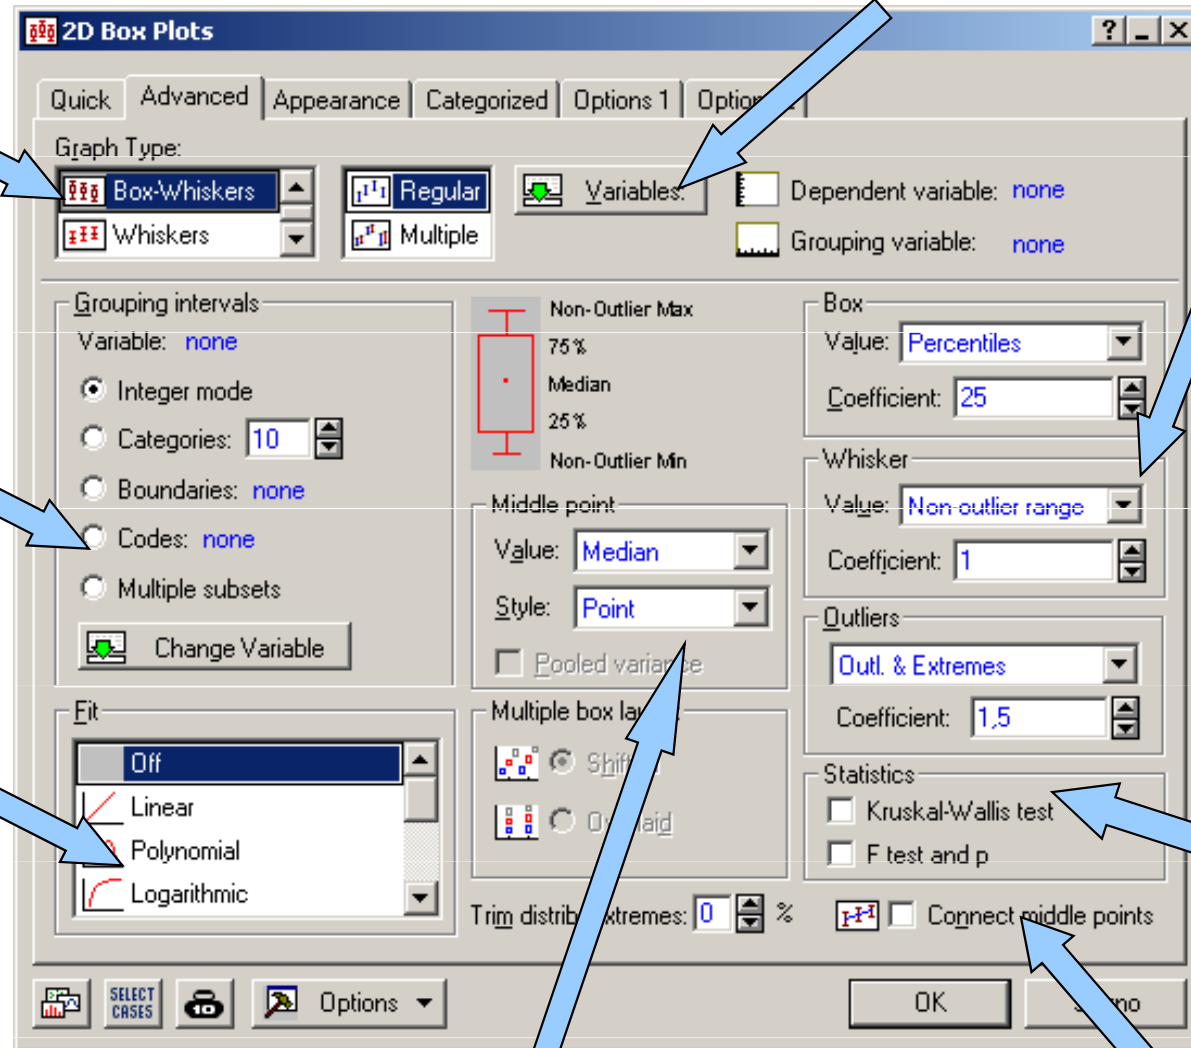 2D Box Plots
Quick Advanced Appearance Categorized Options 1
Graph Type:
Box-Whiskers
Whiskers
Regular
Multiple
Variables:
Dependent variable: none
Grouping variable: none
Grouping intervals
Variable: none
Integer mode
Categories: 10
Boundaries: none
Codes: none
Multiple subsets
Change Variable
Fit
Off
Linear
Polynomial
Logarithmic
Non-Outlier Max
75%
Median
25%
Non-Outlier Min
Middle point
Value: Median
Style: Point
Pooled variance
Multiple box
Trim distrib. extremes: 0 %
Box
Value: Percentiles
Coefficient: 25
Whisker
Value: Non-outlier range
Coefficient: 1
Outliers
Outl. & Extremes
Coefficient: 1,5
Statistics
Kruskal-Wallis test
F test and p
Connect middle points
SELECT
CASES
Options
OK